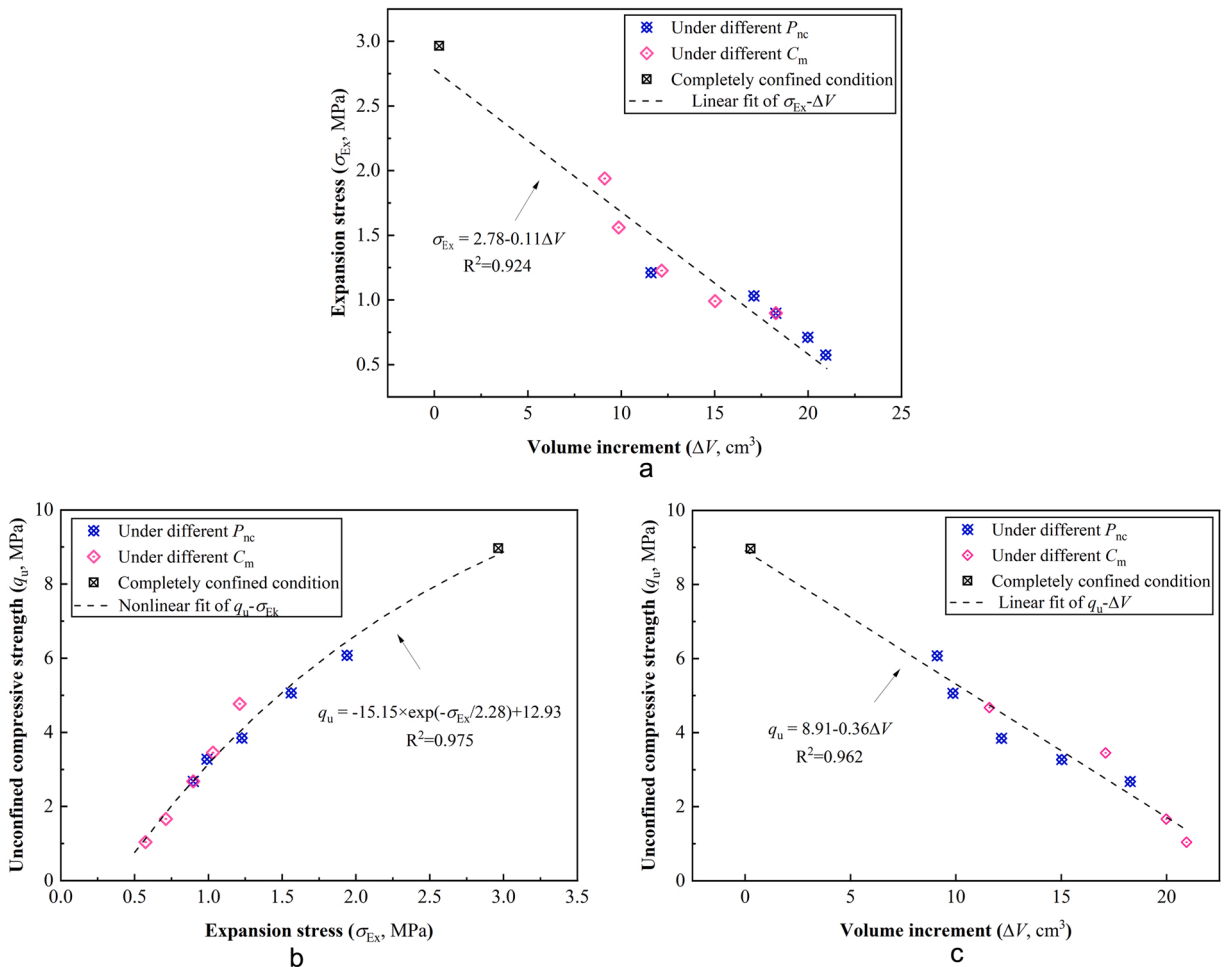 Under different Pnc
Under different Cm
Completely confined condition
Linear fit of σEx-ΔV
Expansion stress (σEx, MPa)
3.0
2.5
2.0
1.5
1.0
0.5
σEx = 2.78-0.11ΔV
R²=0.924
0 5 10 15 20 25
Volume increment (ΔV, cm³)
a
Under different Pnc
Under different Cm
Completely confined condition
Nonlinear fit of qu-σEk
Unconfined compressive strength (qu, MPa)
10
8
6
4
2
0
qu = -15.15×exp(-σEx/2.28)+12.93
R²=0.975
0.0 0.5 1.0 1.5 2.0 2.5 3.0 3.5
Expansion stress (σEx, MPa)
b
Under different Pnc
Under different Cm
Completely confined condition
Linear fit of qu-ΔV
Unconfined compressive strength (qu, MPa)
10
8
6
4
2
0
qu = 8.91-0.36ΔV
R²=0.962
0 5 10 15 20
Volume increment (ΔV, cm³)
c